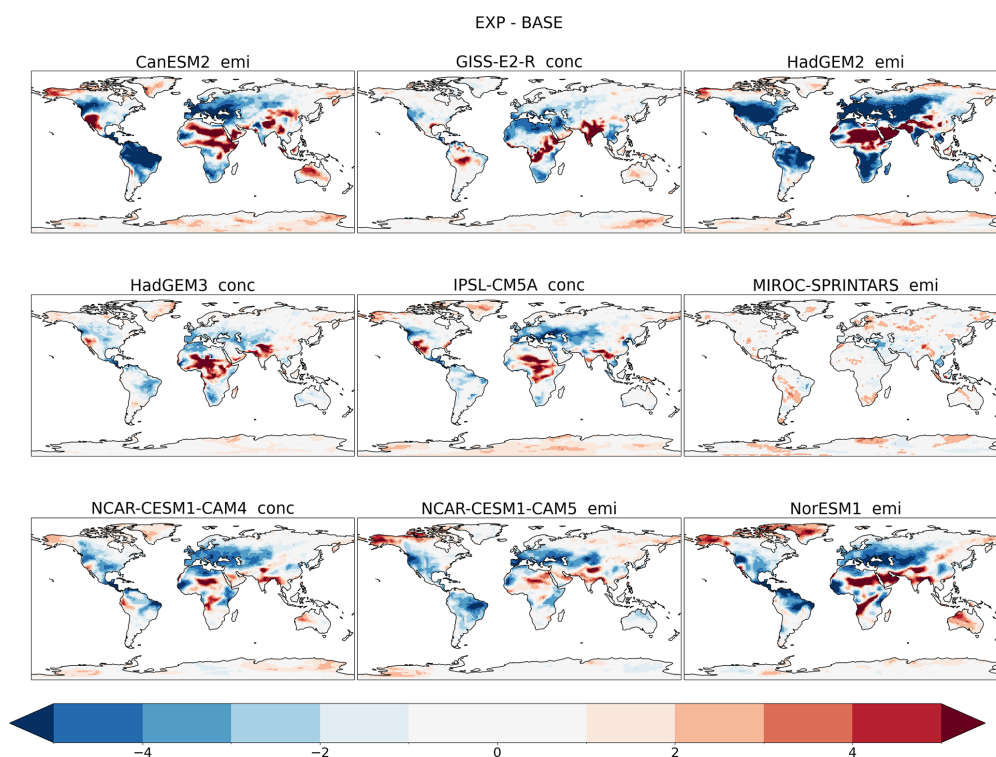 EXP - BASE
CanESM2 emi
GISS-E2-R conc
HadGEM2 emi
HadGEM3 conc
IPSL-CM5A conc
MIROC-SPRINTARS emi
NCAR-CESM1-CAM4 conc
NCAR-CESM1-CAM5 emi
NorESM1 emi
−4 −2 0 2 4